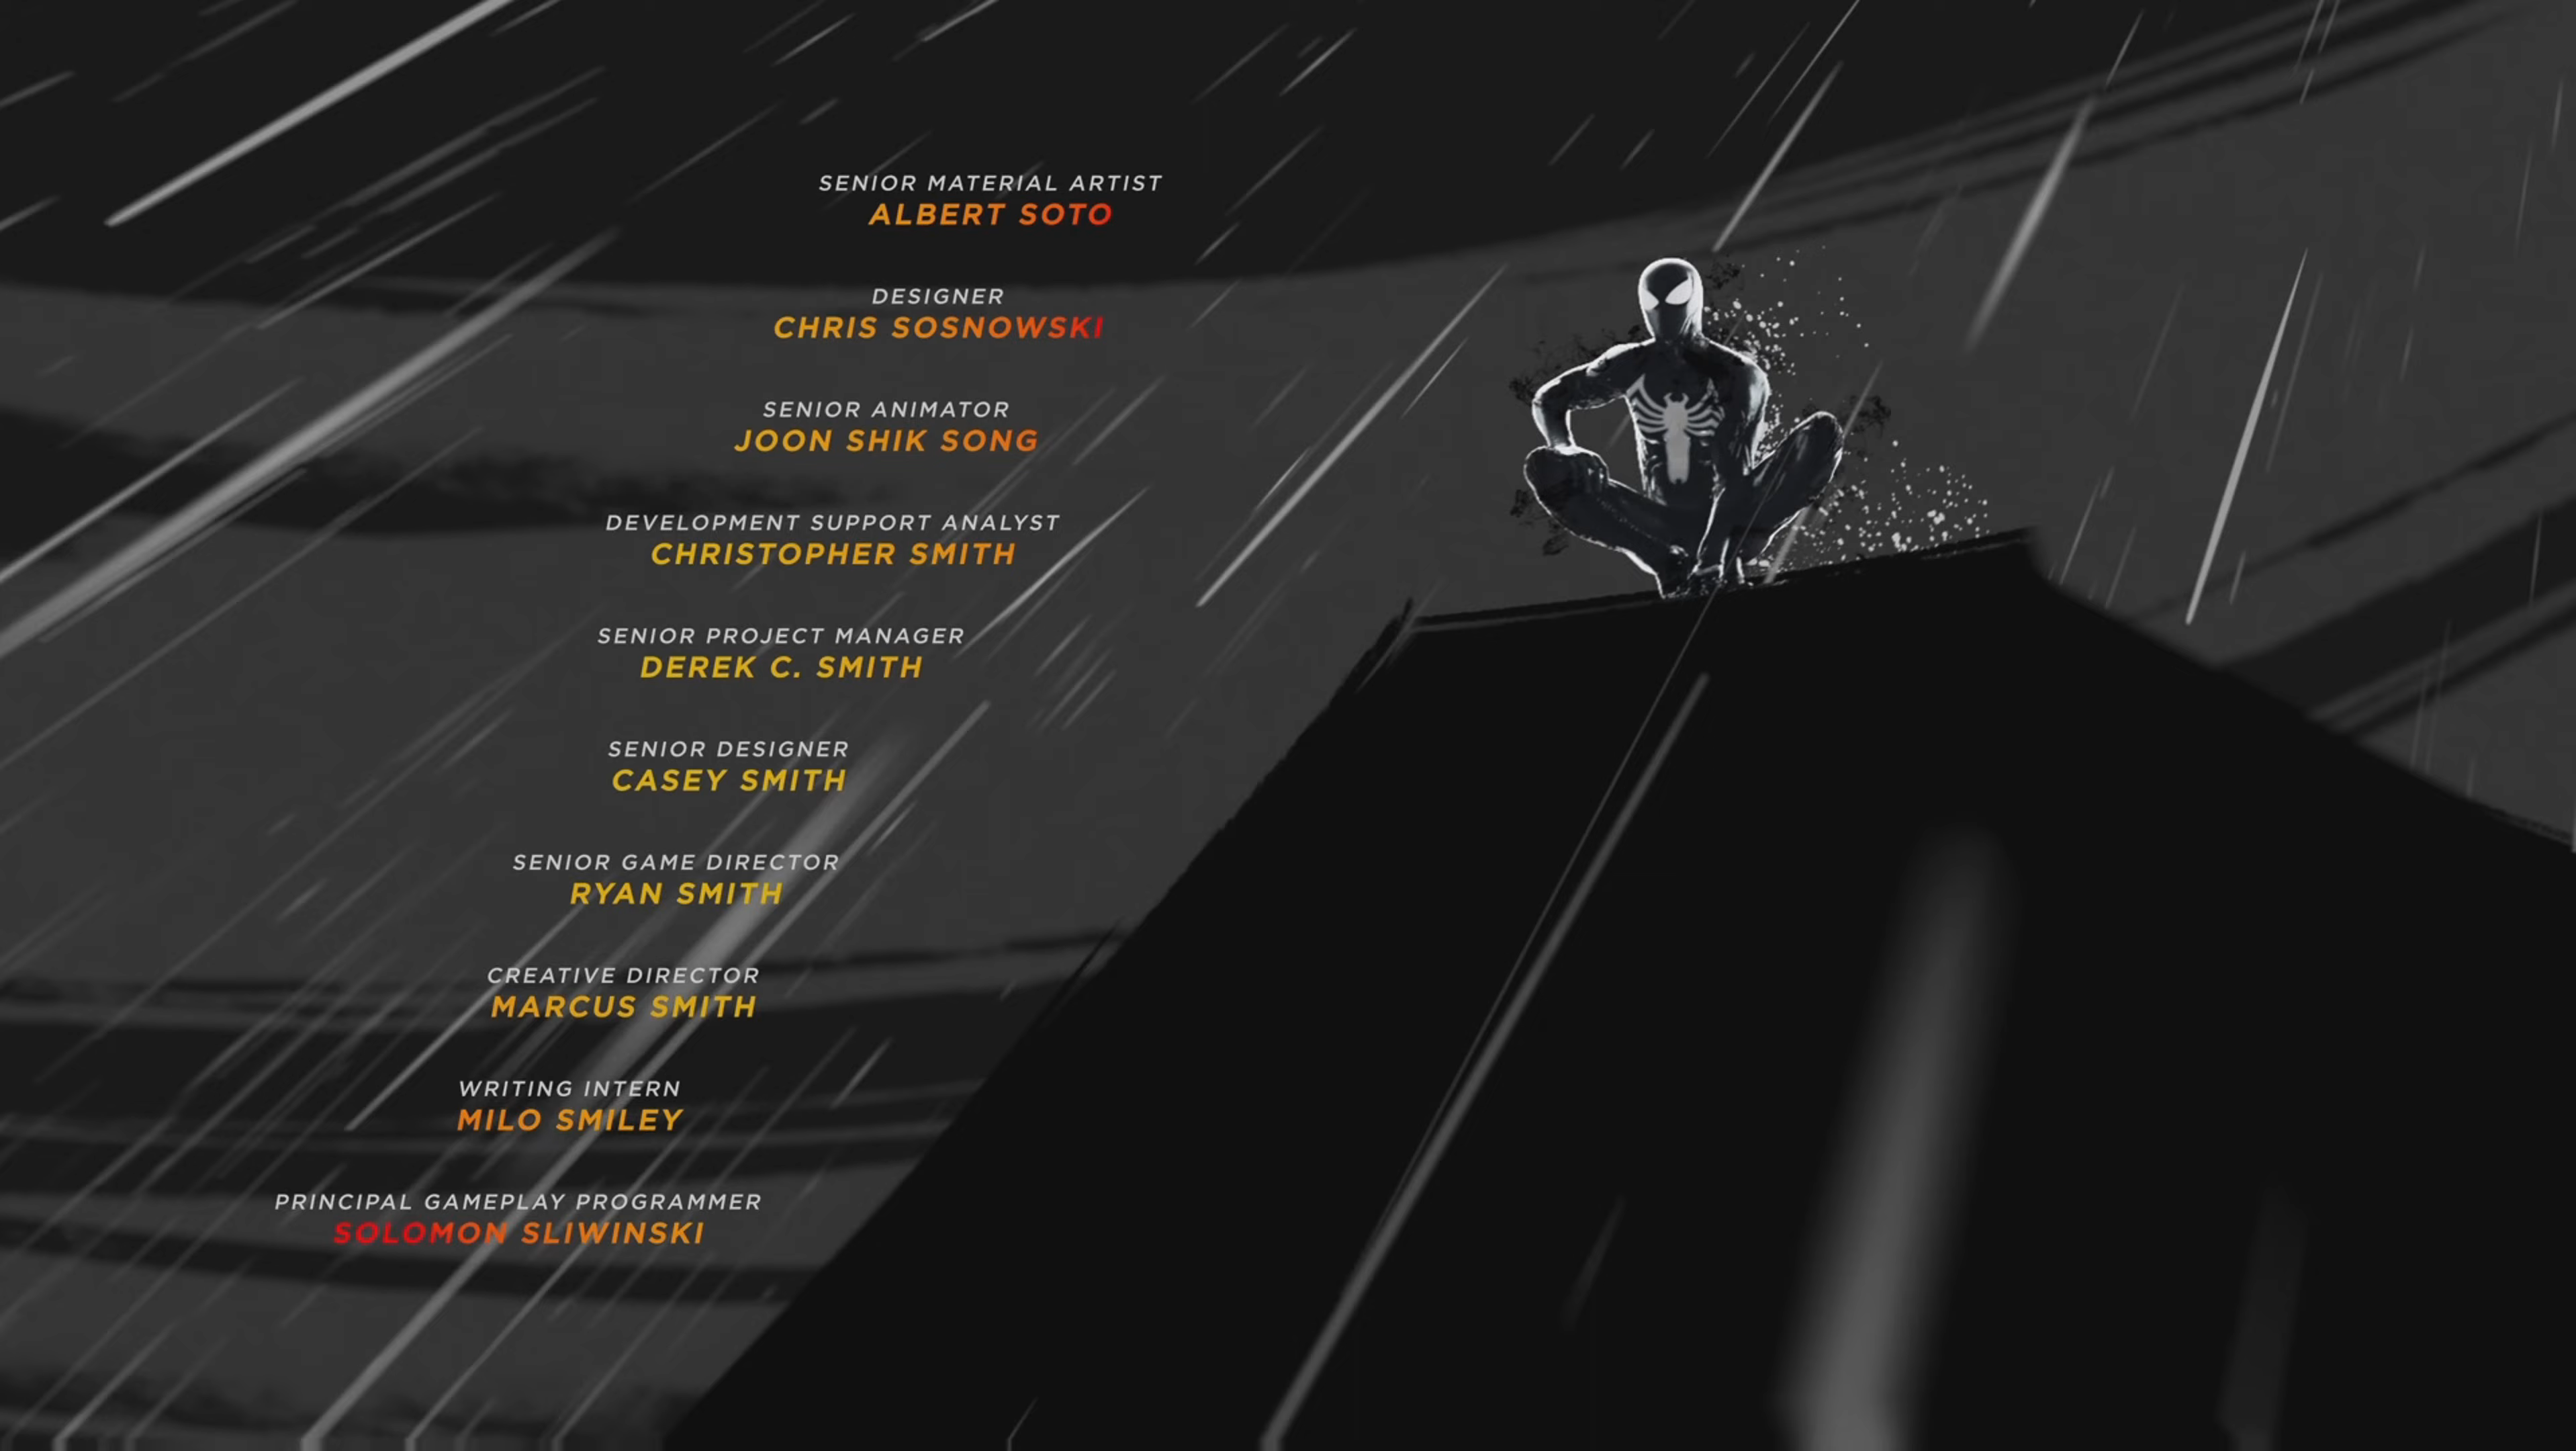 SENIOR MATERIAL ARTIST
ALBERT SOTO
DESIGNER
CHRIS SOSNOWSKI
SENIOR ANIMATOR
JOON SHIK SONG
DEVELOPMENT SUPPORT ANALYST
CHRISTOPHER SMITH
SENIOR PROJECT MANAGER
DEREK C. SMITH
SENIOR DESIGNER
CASEY SMITH
SENIOR GAME DIRECTOR
RYAN SMITH
CREATIVE DIRECTOR
MARCUS SMITH
WRITING INTERN
MILO SMILEY
PRINCIPAL GAMEPLAY PROGRAMMER
SOLOMON SLIWINSKI